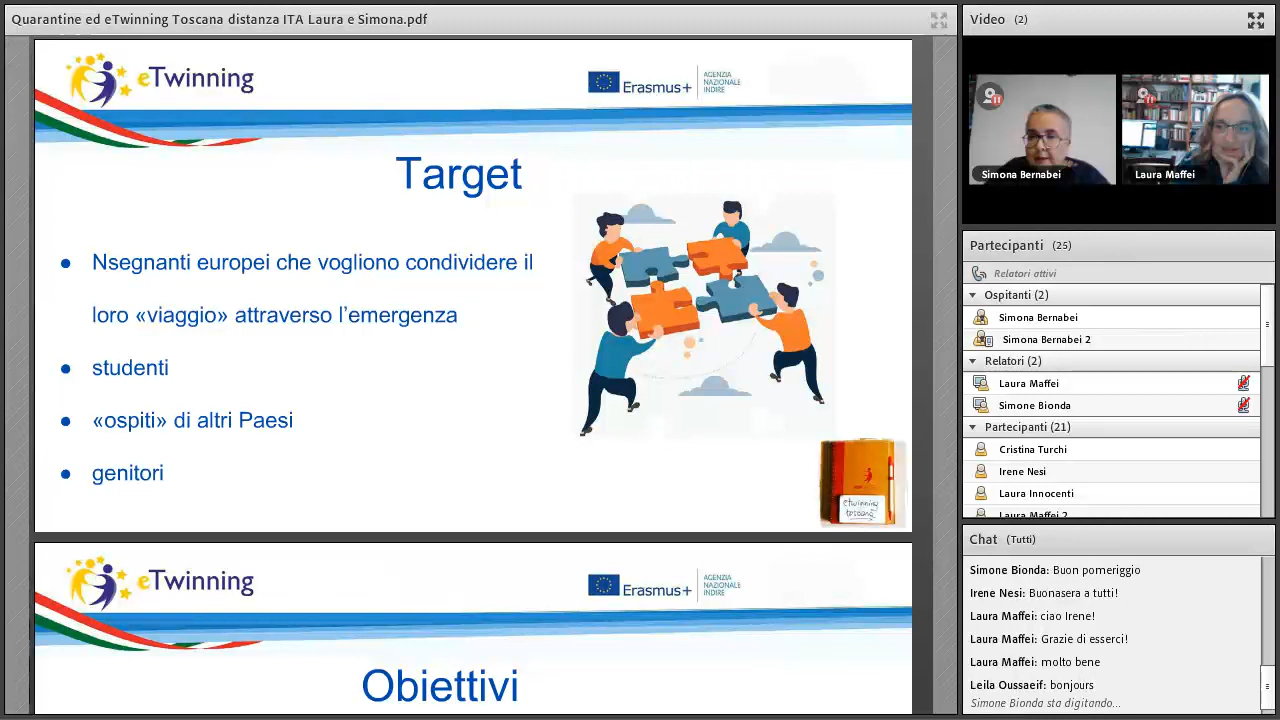 Quarantine ed eTwinning Toscana distanza ITA Laura e Simona.pdf
eTwinning
Erasmus+
AGENZIA
NAZIONALE
INDIRE
Target
Nsegnanti europei che vogliono condividere il
loro «viaggio» attraverso l’emergenza
studenti
«ospiti» di altri Paesi
genitori
etwinning
toscana
eTwinning
Erasmus+
AGENZIA
NAZIONALE
INDIRE
Obiettivi
Video (2)
Simona Bernabei
Laura Maffei
Partecipanti (25)
Relatori attivi
Ospitanti (2)
Simona Bernabei
Simona Bernabei 2
Relatori (2)
Laura Maffei
Simone Bionda
Partecipanti (21)
Cristina Turchi
Irene Nesi
Laura Innocenti
Laura Maffei 2
Chat (Tutti)
Simone Bionda: Buon pomeriggio
Irene Nesi: Buonasera a tutti!
Laura Maffei: ciao Irene!
Laura Maffei: Grazie di esserci!
Laura Maffei: molto bene
Leila Oussaeif: bonjours
Simone Bionda sta digitando...